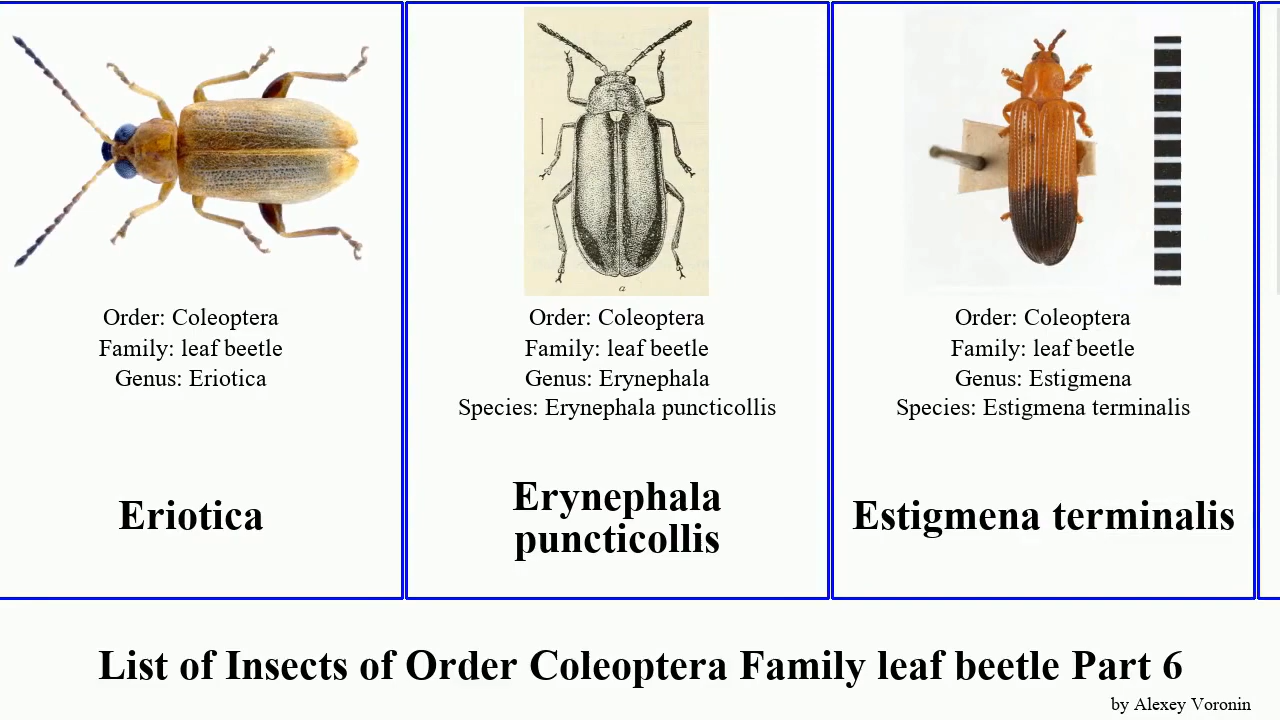 Order: Coleoptera
Family: leaf beetle
Genus: Eriotica
Eriotica
a
Order: Coleoptera
Family: leaf beetle
Genus: Erynephala
Species: Erynephala puncticollis
Erynephala
puncticollis
Order: Coleoptera
Family: leaf beetle
Genus: Estigmena
Species: Estigmena terminalis
Estigmena terminalis
List of Insects of Order Coleoptera Family leaf beetle Part 6
by Alexey Voronin